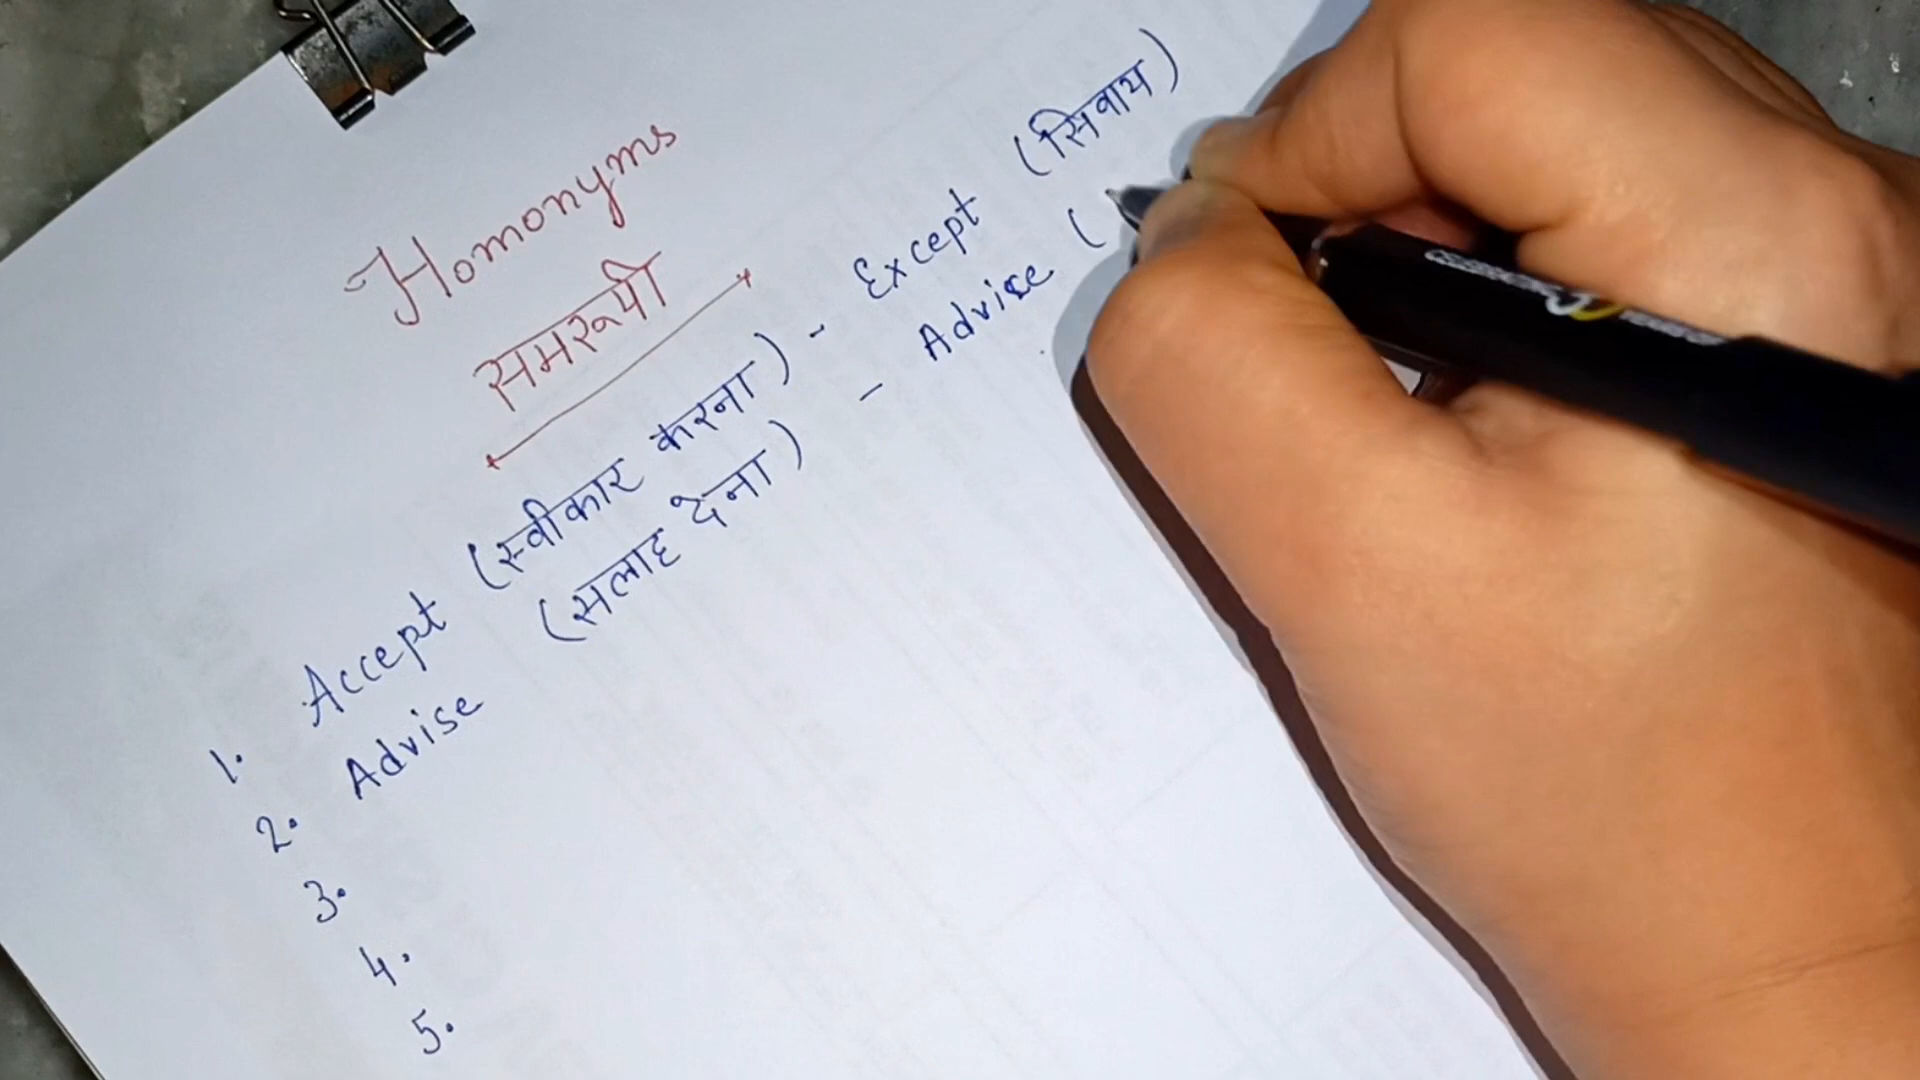 Homonyms
समरूपी
1. Accept (स्वीकार करना) - Except (सिवाय)
2. Advise (सलाह देना) - Advise (
3.
4.
5.